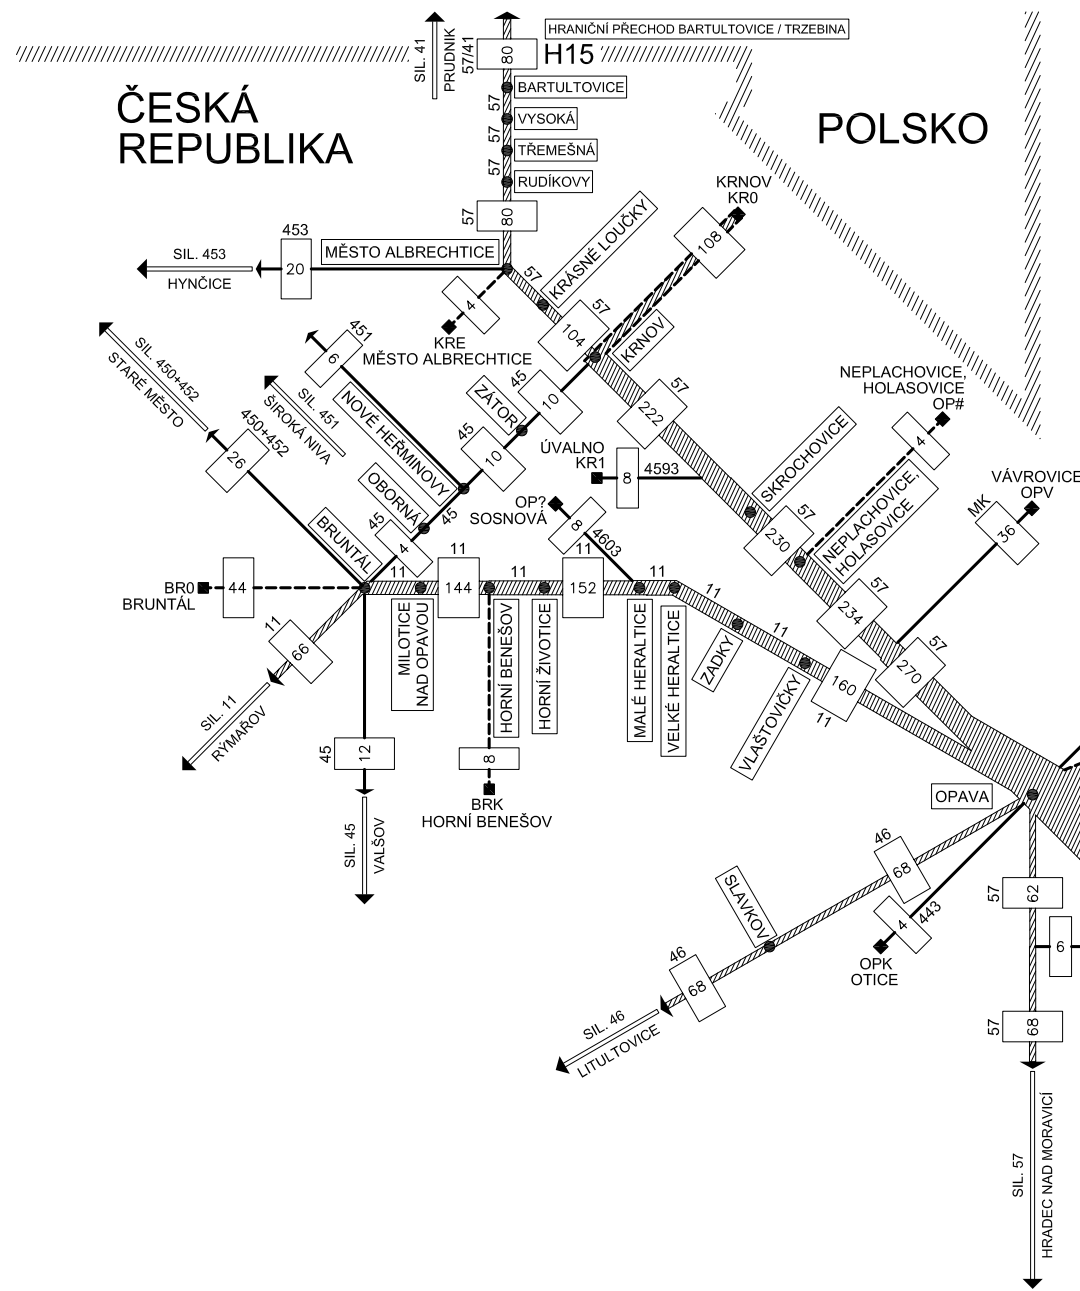 SIL. 41
PRUDNIK
57/41
80
HRANIČNÍ PŘECHOD BARTULTOVICE / TRZEBINA
H15
ČESKÁ
REPUBLIKA
POLSKO
57
BARTULTOVICE
57
VYSOKÁ
57
TŘEMEŠNÁ
RUDÍKOVY
57
80
KRNOV
KR0
108
453
MĚSTO ALBRECHTICE
SIL. 453
HYNČICE
20
57
KRÁSNÉ LOUČKY
4
KRE
MĚSTO ALBRECHTICE
57
104
KRNOV
451
6
SIL. 450+452
STARÉ MĚSTO
SIL. 451
ŠIROKÁ NIVA
NOVÉ HEŘMINOVY
ZÁTOR
45
10
57
222
NEPLACHOVICE,
HOLASOVICE
OP#
4
450+452
26
45
10
ÚVALNO
KR1
8
4593
SKROCHOVICE
VÁVROVICE
OPV
OBORNÁ
45
BRUNTÁL
45
4
OP?
SOSNOVÁ
8
4603
57
230
NEPLACHOVICE,
HOLASOVICE
MK
36
BR0
BRUNTÁL
44
11
11
144
11
11
152
11
11
11
57
234
57
270
MILOTICE
NAD OPAVOU
HORNÍ BENEŠOV
HORNÍ ŽIVOTICE
MALÉ HERALTICE
VELKÉ HERALTICE
ZADKY
VLAŠTOVIČKY
160
11
11
66
SIL. 11
RÝMAŘOV
45
12
8
BRK
HORNÍ BENEŠOV
OPAVA
SIL. 45
VALŠOV
46
68
SLAVKOV
4
443
57
62
46
68
OPK
OTICE
6
SIL. 46
LITULTOVICE
57
68
SIL. 57
HRADEC NAD MORAVICÍ